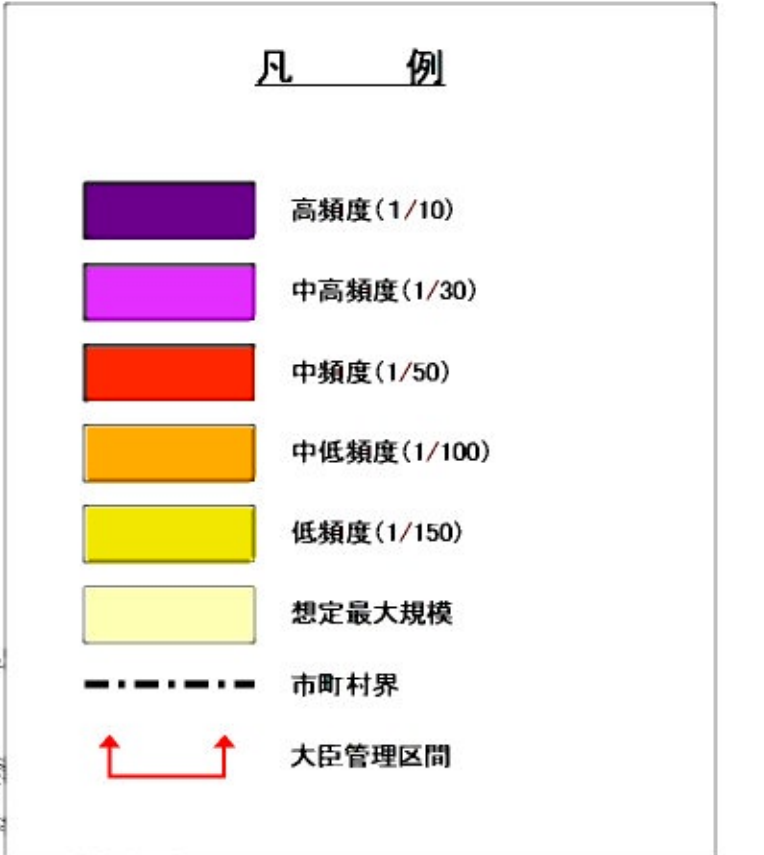 凡 例
高頻度(1/10)
中高頻度(1/30)
中頻度(1/50)
中低頻度(1/100)
低頻度(1/150)
想定最大規模
市町村界
大臣管理区間